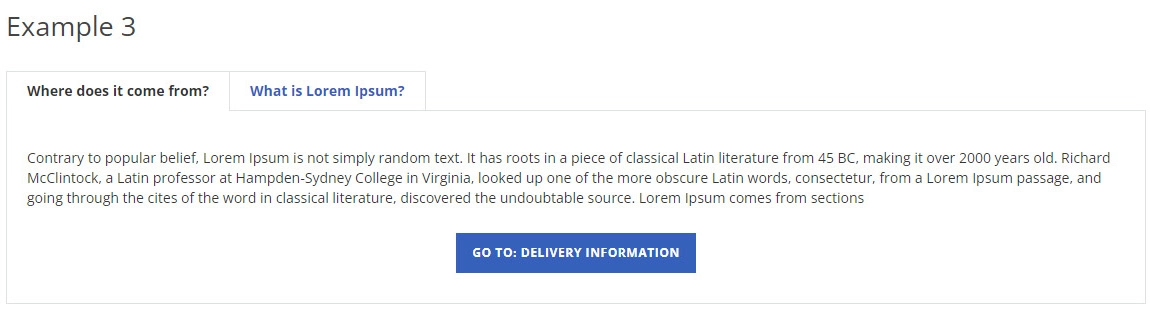 Example 3
Where does it come from? What is Lorem Ipsum?
Contrary to popular belief, Lorem Ipsum is not simply random text. It has roots in a piece of classical Latin literature from 45 BC, making it over 2000 years old. Richard
McClintock, a Latin professor at Hampden-Sydney College in Virginia, looked up one of the more obscure Latin words, consectetur, from a Lorem Ipsum passage, and
going through the cites of the word in classical literature, discovered the undoubtable source. Lorem Ipsum comes from sections
GO TO: DELIVERY INFORMATION